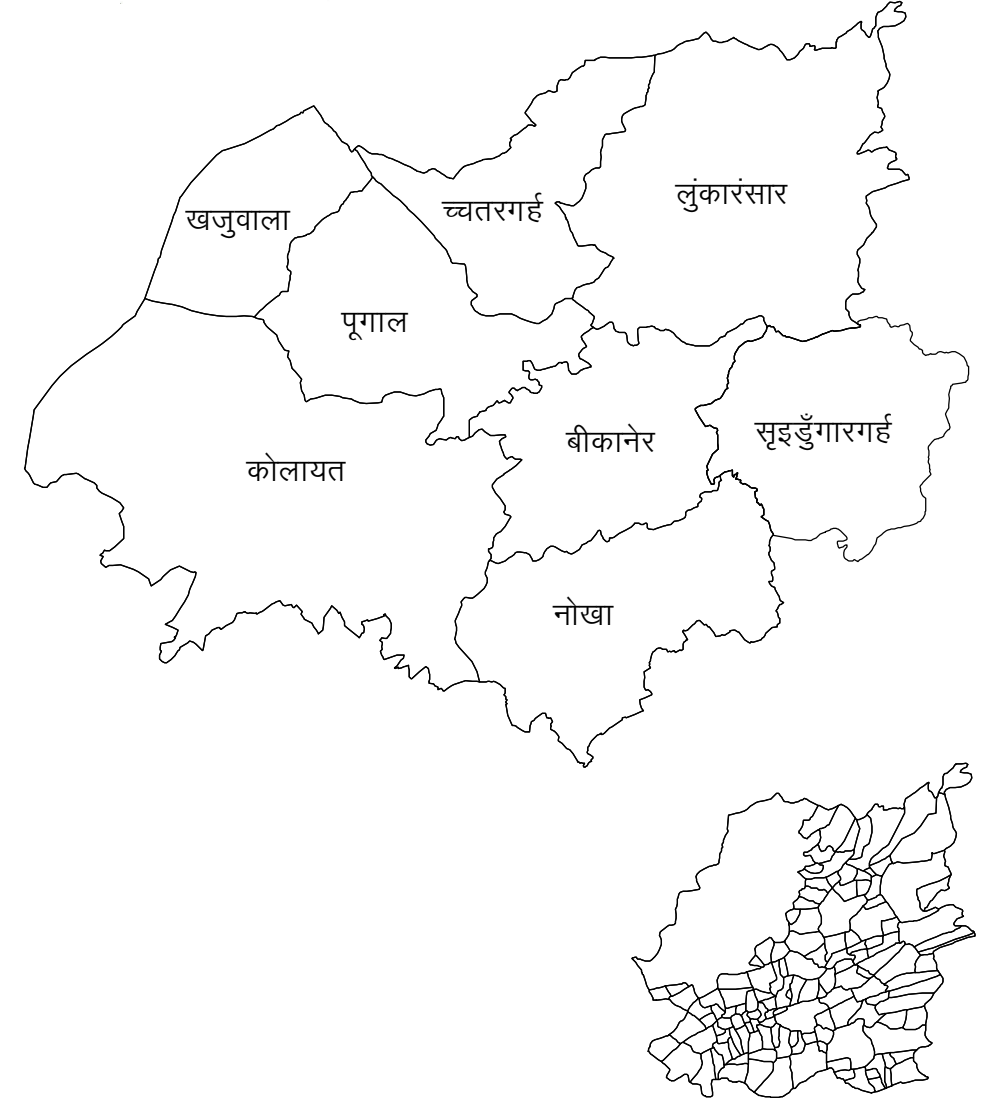 लुंकारंसार
च्चतरगर्ह
खजुवाला
पूगाल
सृइडुँगारगर्ह
बीकानेर
कोलायत
नोखा